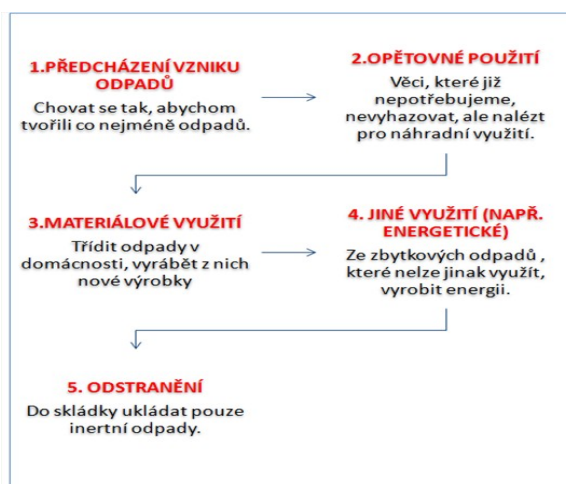 1.PŘEDCHÁZENÍ VZNIKU
ODPADŮ
Chovat se tak, abychom
tvořili co nejméně odpadů.
2.OPĚTOVNÉ POUŽITÍ
Věci, které již
nepotřebujeme,
nevyhazovat, ale nalézt
pro náhradní využití.
3.MATERIÁLOVÉ VYUŽITÍ
Třídit odpady v
domácnosti, vyrábět z nich
nové výrobky
4. JINÉ VYUŽITÍ (NAPŘ.
ENERGETICKÉ)
Ze zbytkových odpadů ,
které nelze jinak využít,
vyrobit energii.
5. ODSTRANĚNÍ
Do skládky ukládat pouze
inertní odpady.